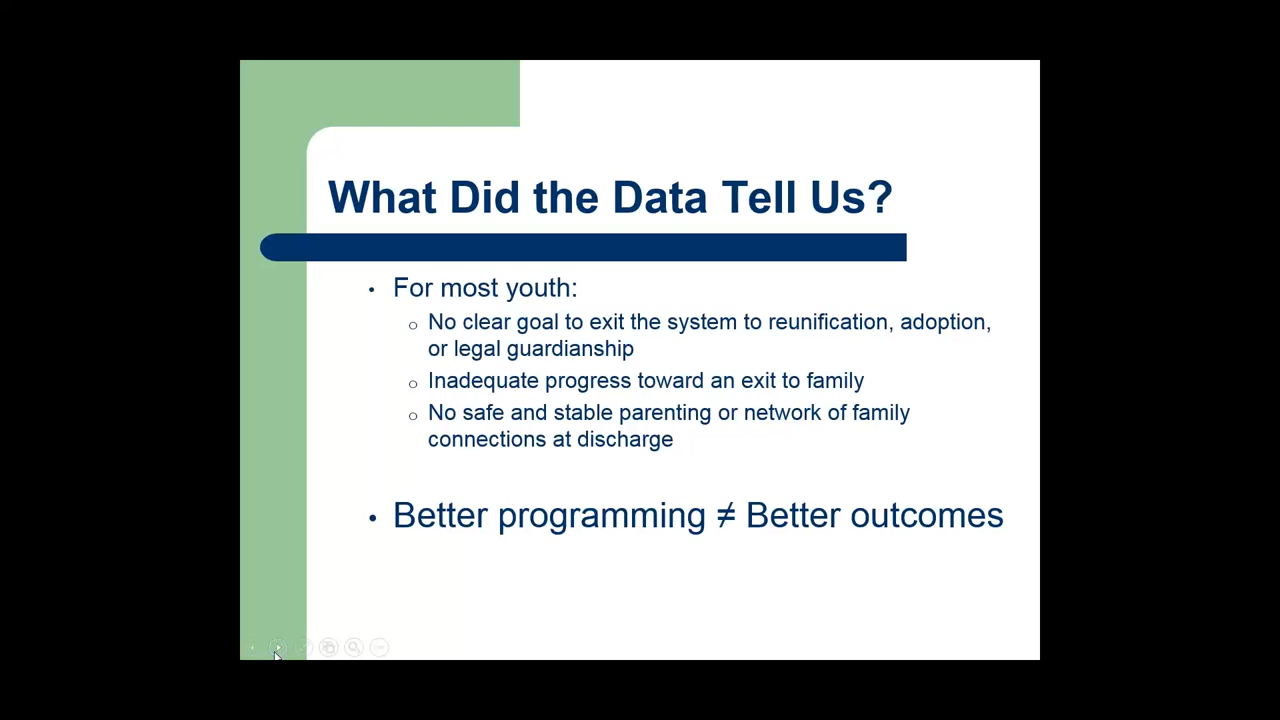 What Did the Data Tell Us?
• For most youth:
o No clear goal to exit the system to reunification, adoption,
or legal guardianship
o Inadequate progress toward an exit to family
o No safe and stable parenting or network of family
connections at discharge
• Better programming ≠ Better outcomes